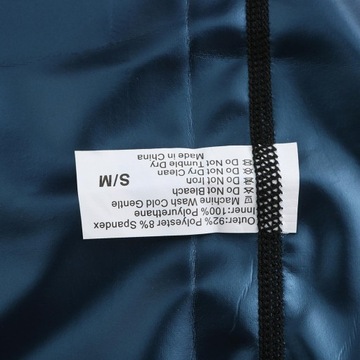 Outer:92% Polyester 8% Spandex
Inner:100% Polyurethane
Machine Wash Cold Gentle
Do Not Bleach
Do Not Iron
Do Not Dry Clean
Do Not Tumble Dry
Made in China
S/M